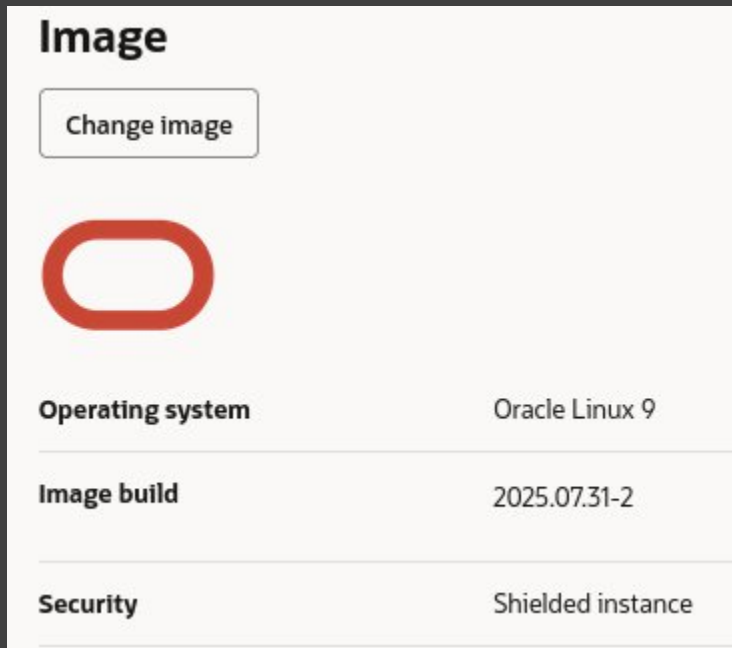 Image
Change image
Operating system Oracle Linux 9
Image build 2025.07.31-2
Security Shielded instance